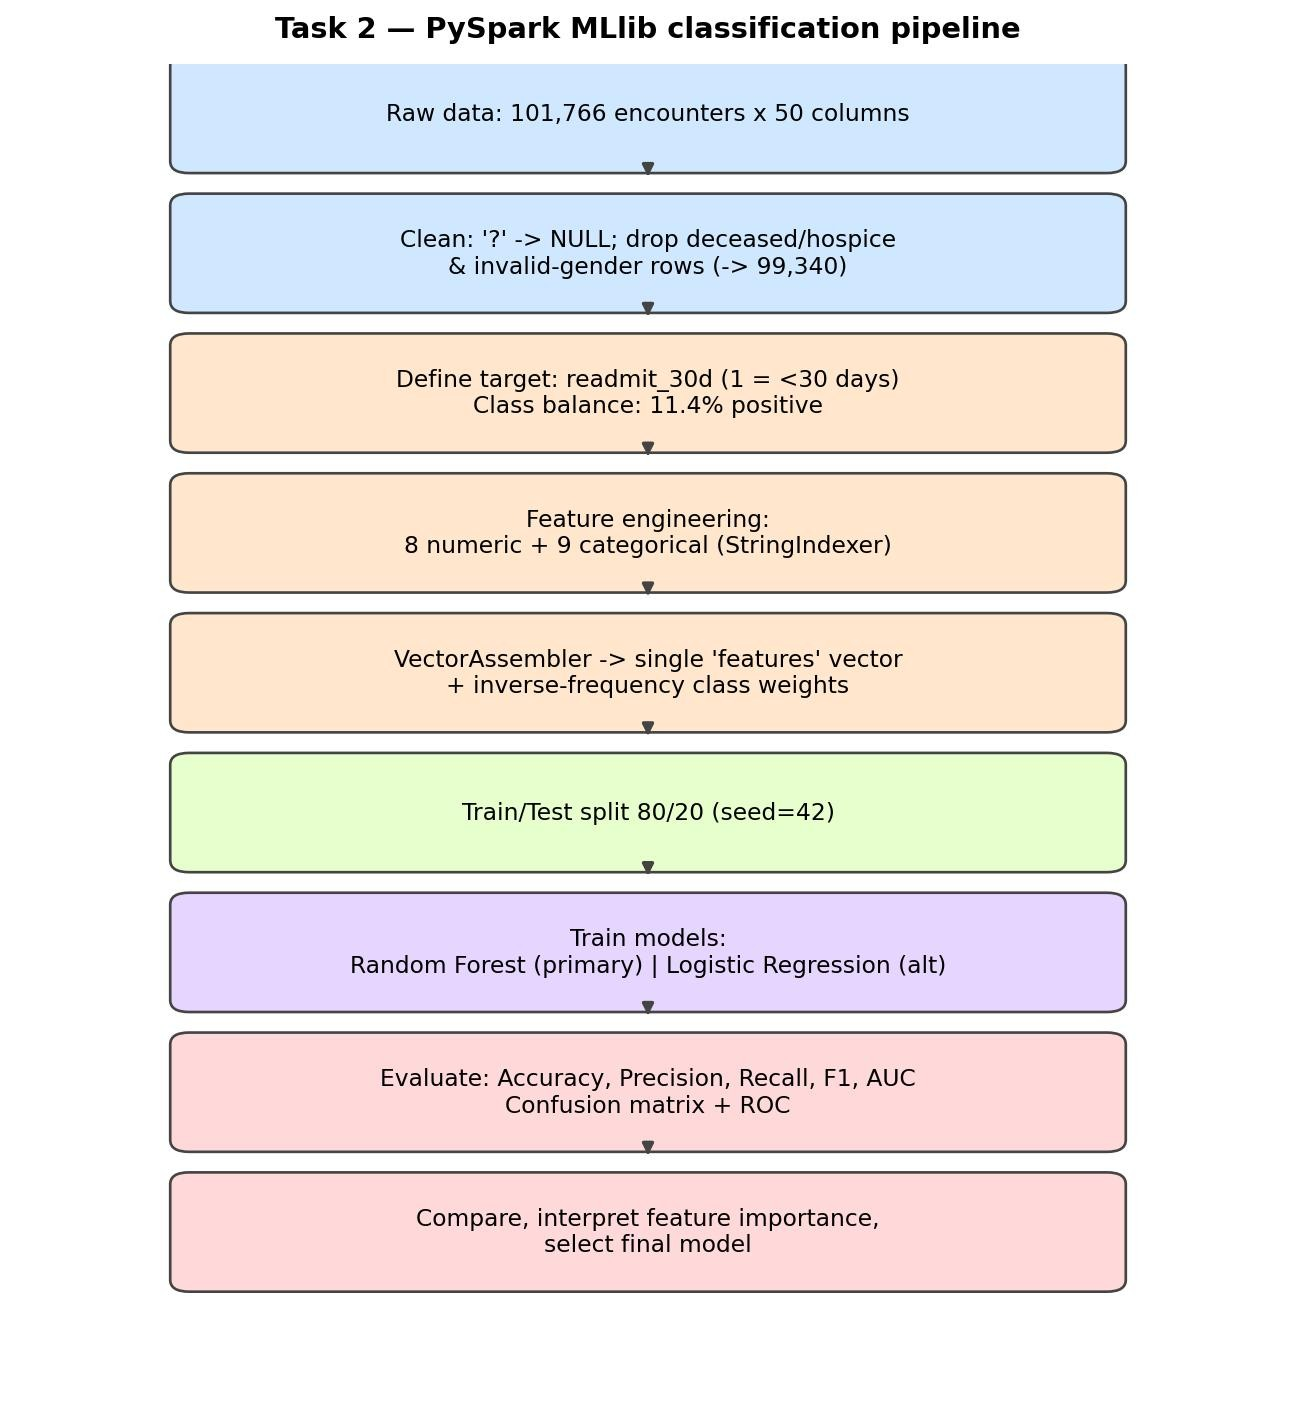 Task 2 — PySpark MLlib classification pipeline
Raw data: 101,766 encounters x 50 columns
Clean: '?' -> NULL; drop deceased/hospice
& invalid-gender rows (-> 99,340)
Define target: readmit_30d (1 = <30 days)
Class balance: 11.4% positive
Feature engineering:
8 numeric + 9 categorical (StringIndexer)
VectorAssembler -> single 'features' vector
+ inverse-frequency class weights
Train/Test split 80/20 (seed=42)
Train models:
Random Forest (primary) | Logistic Regression (alt)
Evaluate: Accuracy, Precision, Recall, F1, AUC
Confusion matrix + ROC
Compare, interpret feature importance,
select final model